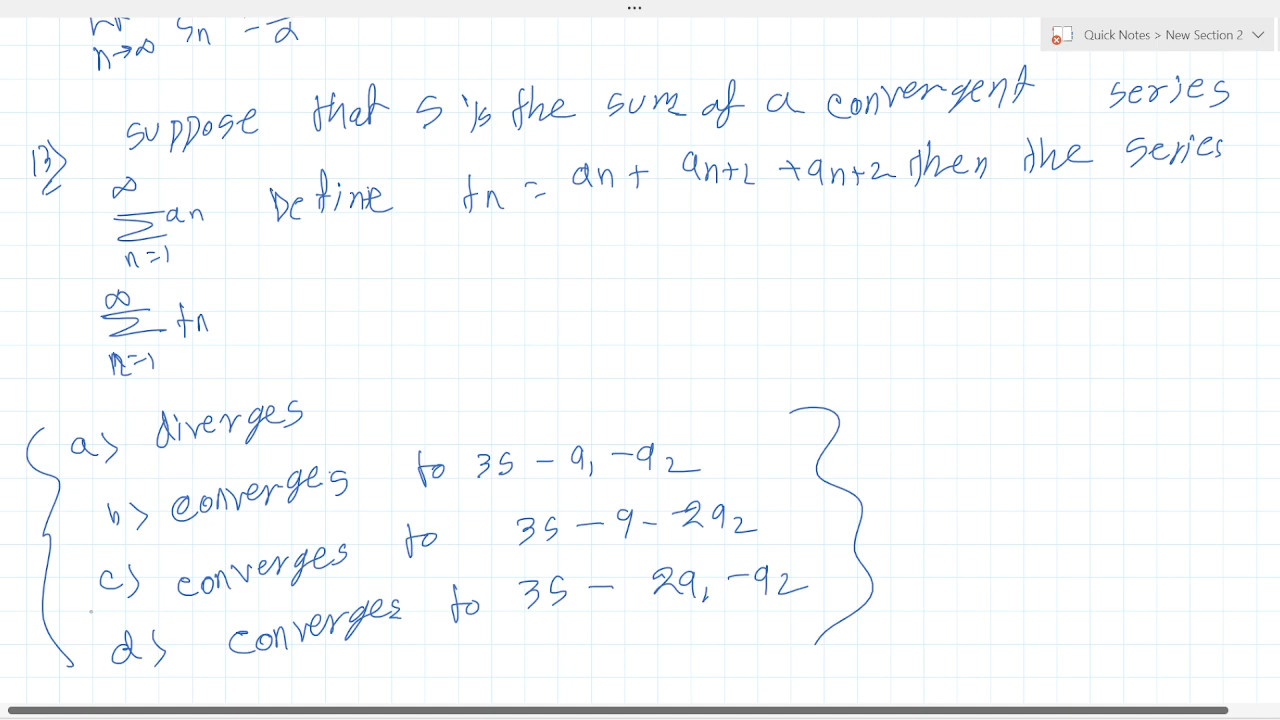 Quick Notes > New Section 2
n→∞ Sn = 2
13) suppose that S is the sum of a convergent series
∞ Σ n=1 an Define tn = an + an+2 + an+2 then the series
∞ Σ n=1 tn
a) diverges
b) converges to 3S - a1 - a2
c) converges to 3S - a - 2a2
d) converges to 3S - 2a1 - a2